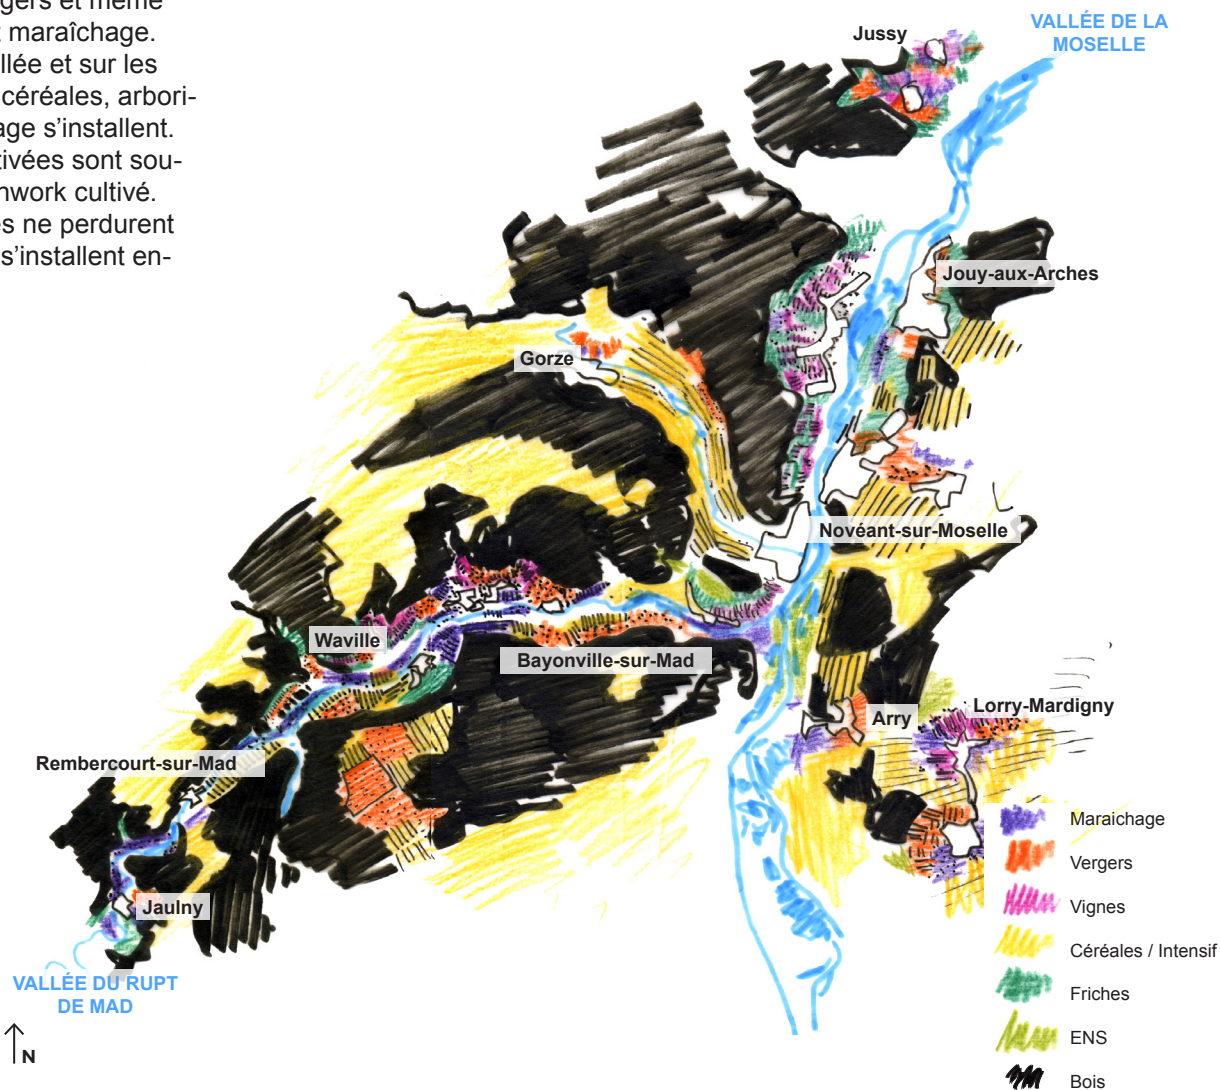 gers et même
t maraîchage.
llée et sur les
céréales, arbori-
age s'installent.
tivées sont sou-
hwork cultivé.
es ne perdurent
s'installent en-
VALLÉE DE LA
MOSELLE
Jussy
Jouy-aux-Arches
Gorze
Novéant-sur-Moselle
Waville
Bayonville-sur-Mad
Arry
Lorry-Mardigny
Rembercourt-sur-Mad
Jaulny
VALLÉE DU RUPT
DE MAD
N
Maraichage
Vergers
Vignes
Céréales / Intensif
Friches
ENS
Bois